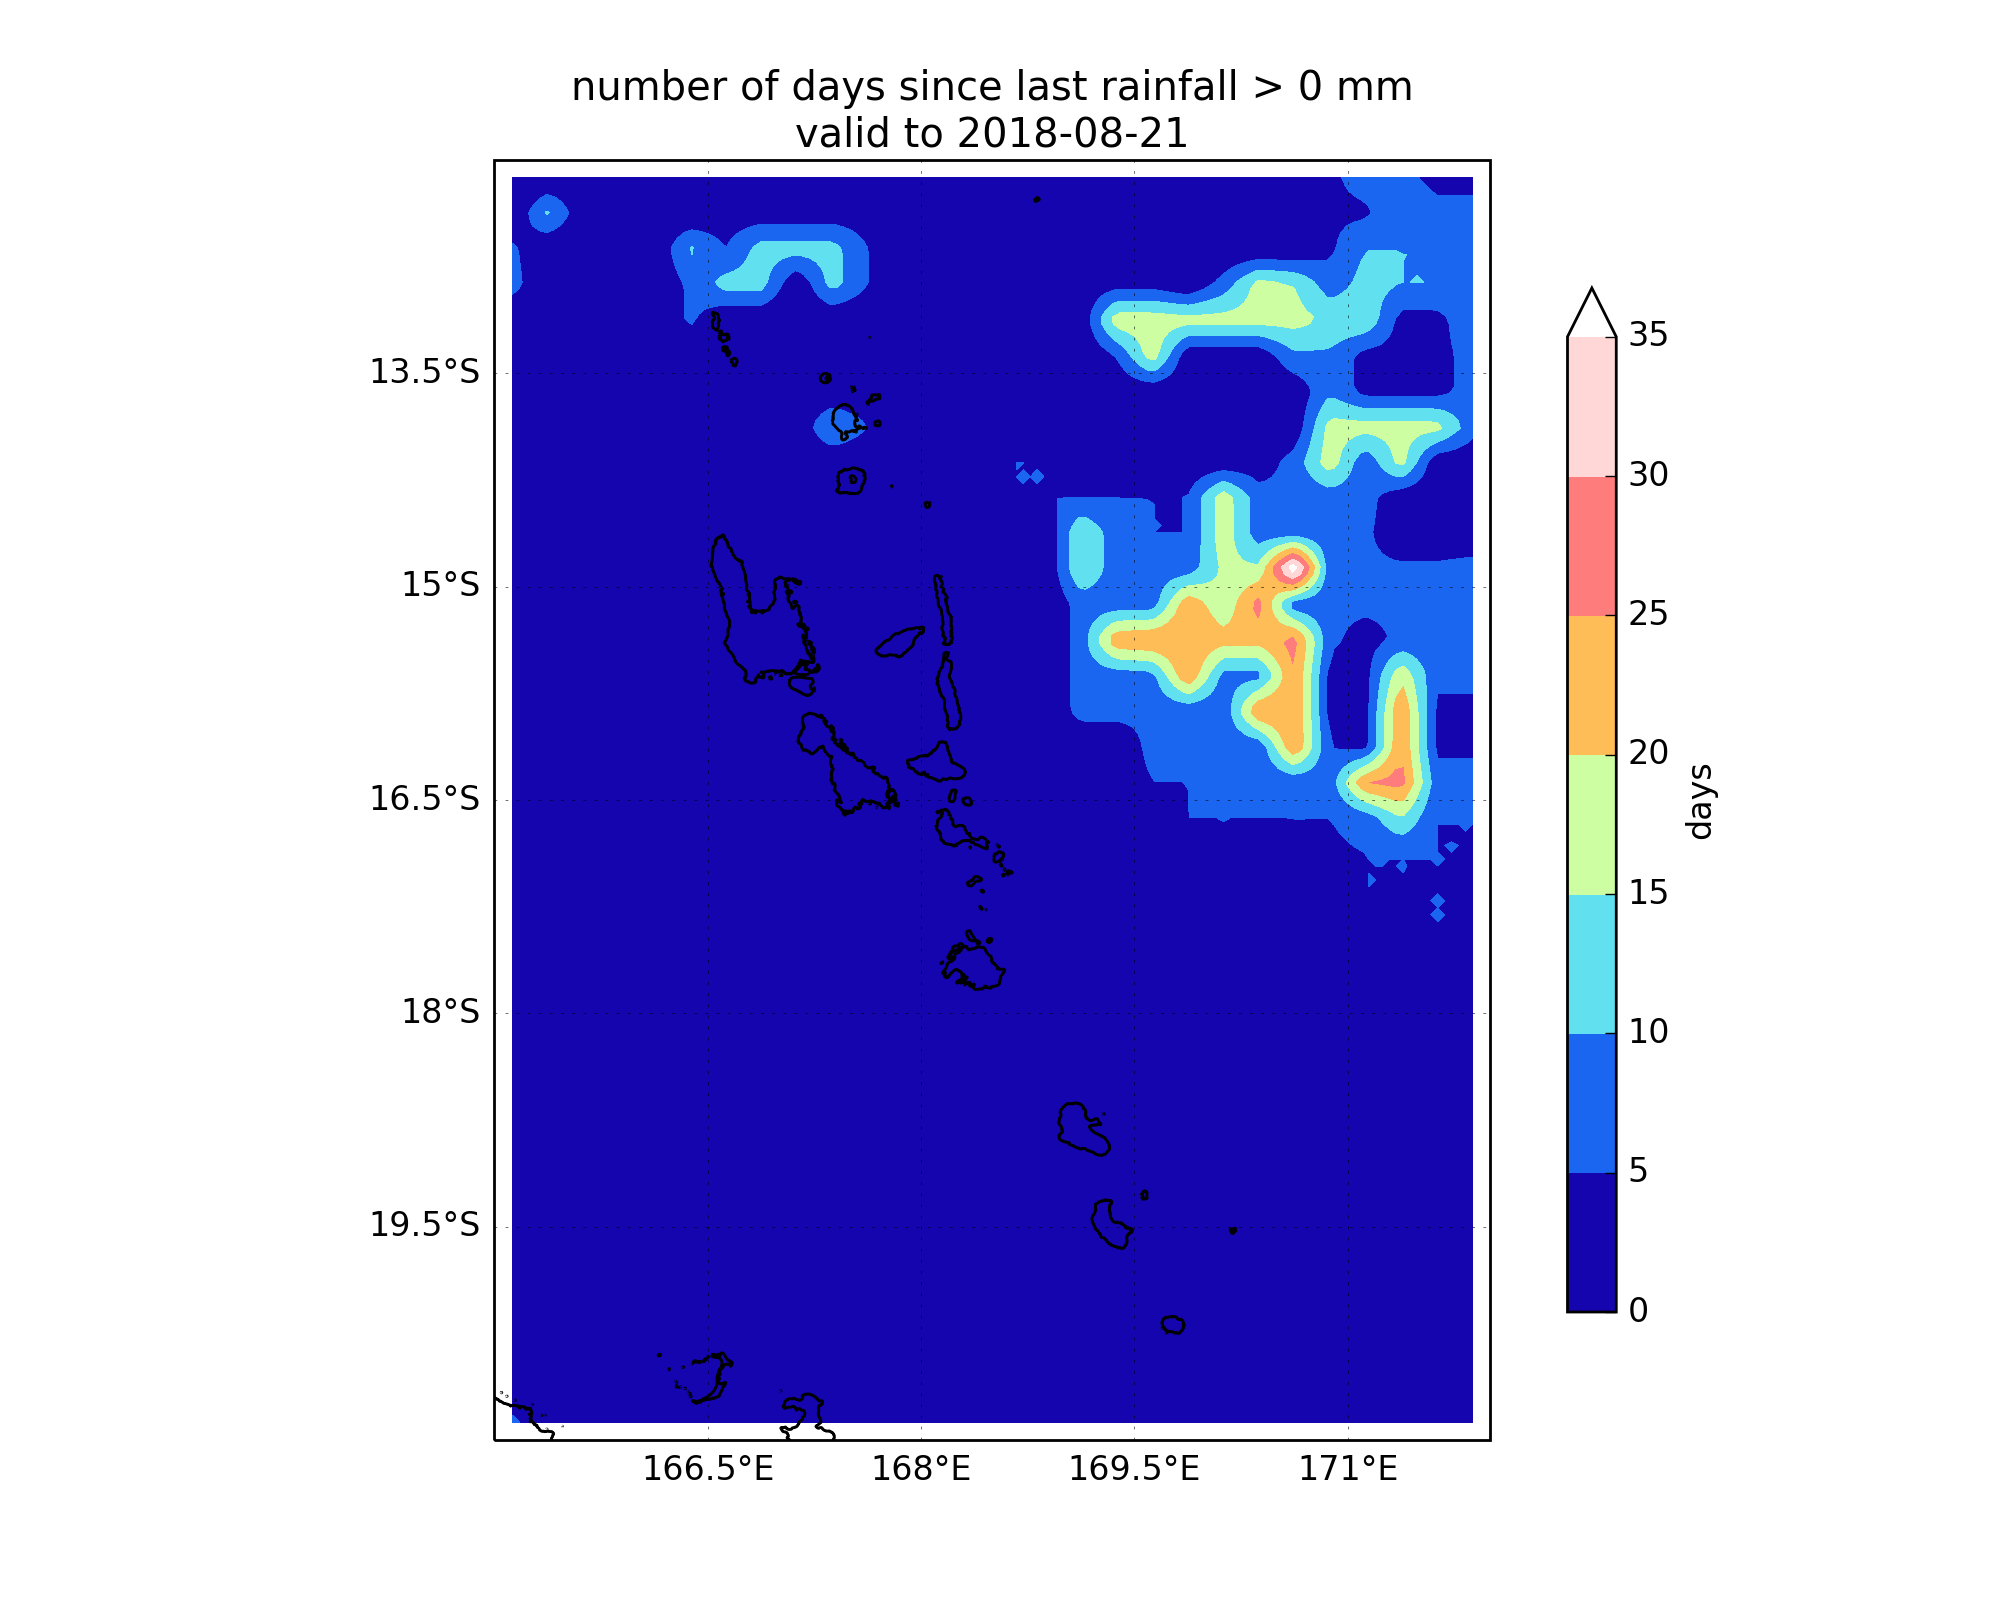 number of days since last rainfall > 0 mm
valid to 2018-08-21
13.5°S
15°S
16.5°S
18°S
19.5°S
166.5°E
168°E
169.5°E
171°E
35
30
25
20
15
10
5
0
days